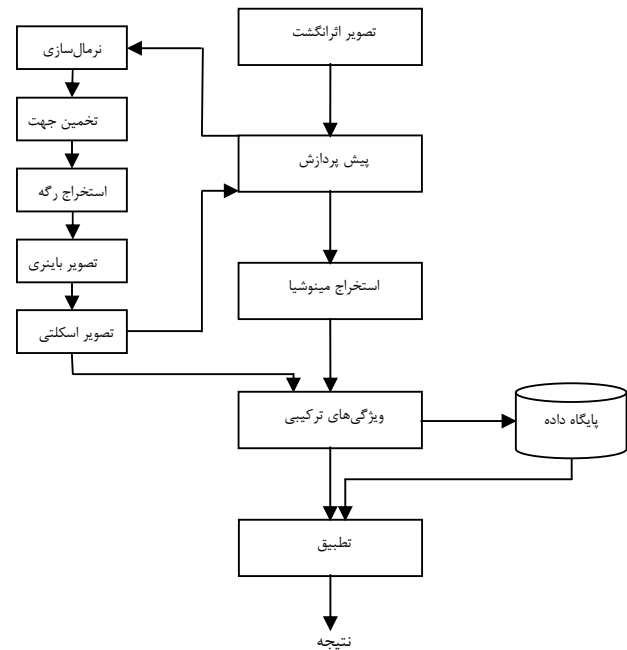 تصویر اثرانگشت
نرمال‌سازی
تخمین جهت
پیش پردازش
استخراج رگه
تصویر باینری
استخراج مینوشیا
تصویر اسکلتی
ویژگی‌های ترکیبی
پایگاه داده
تطبیق
نتیجه